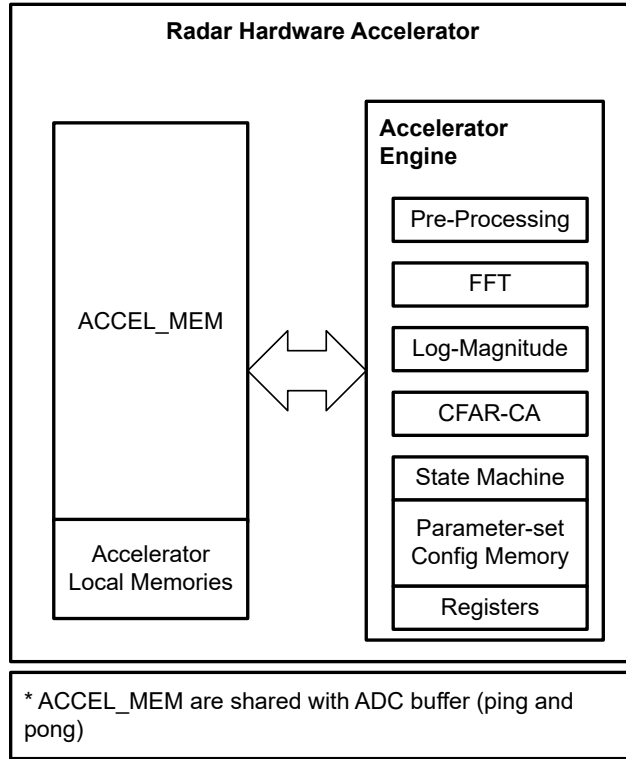 Radar Hardware Accelerator
ACCEL_MEM
Accelerator
Local Memories
Accelerator
Engine
Pre-Processing
FFT
Log-Magnitude
CFAR-CA
State Machine
Parameter-set
Config Memory
Registers
* ACCEL_MEM are shared with ADC buffer (ping and
pong)